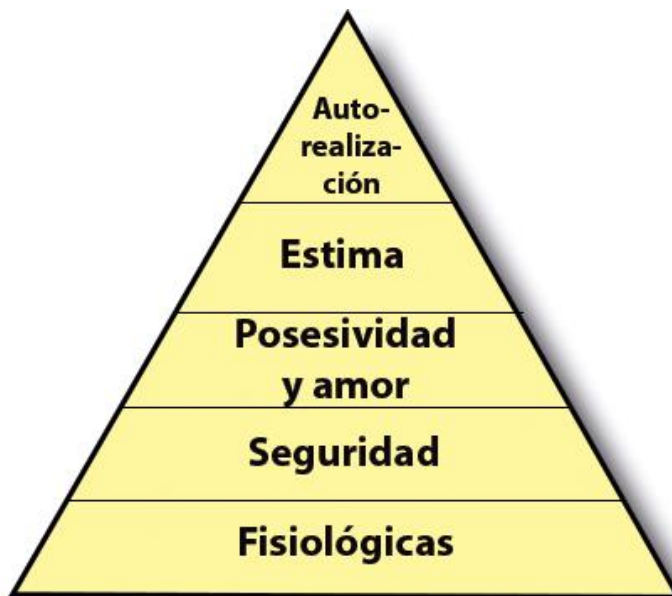 Auto-
realiza-
ción
Estima
Posesividad
y amor
Seguridad
Fisiológicas